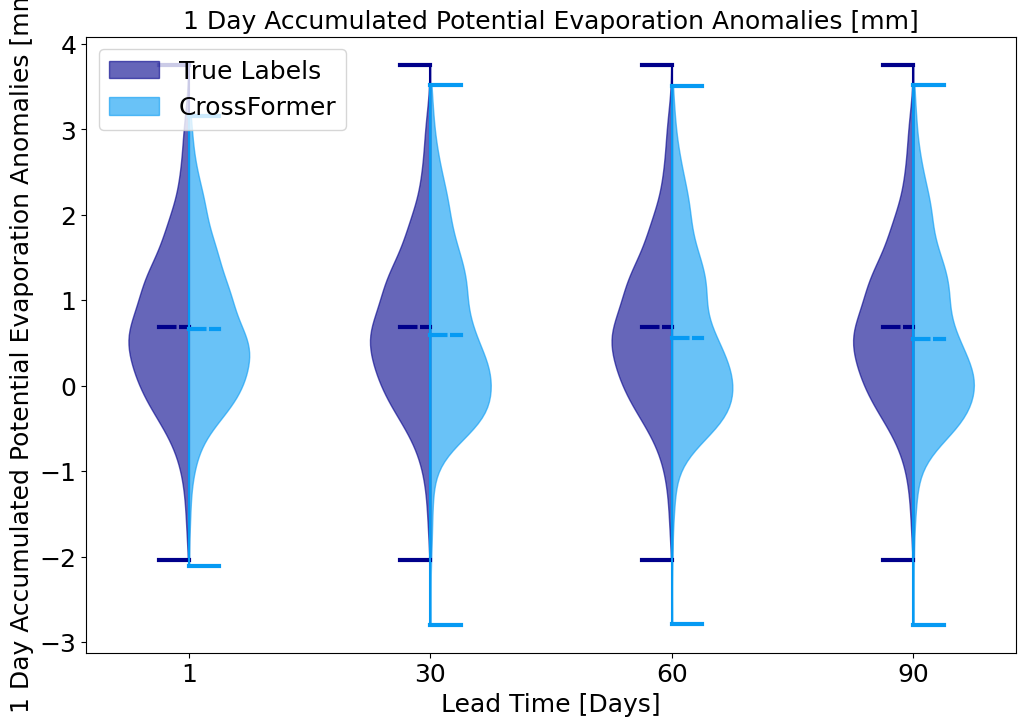 1 Day Accumulated Potential Evaporation Anomalies [mm]
True Labels
CrossFormer
1 Day Accumulated Potential Evaporation Anomalies [mm
4
3
2
1
0
−1
−2
−3
1 30 60 90
Lead Time [Days]